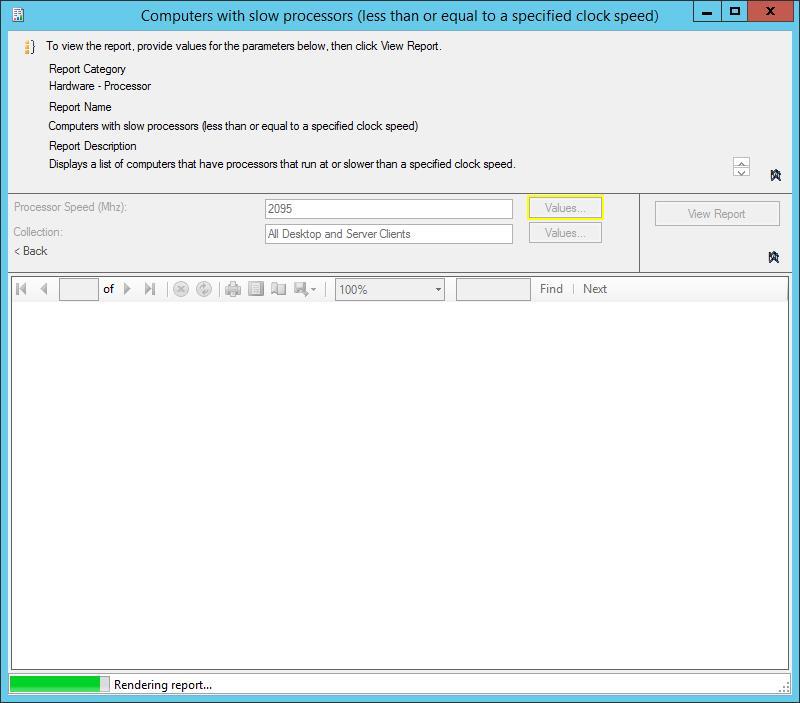 Computers with slow processors (less than or equal to a specified clock speed)
To view the report, provide values for the parameters below, then click View Report.
Report Category
Hardware - Processor
Report Name
Computers with slow processors (less than or equal to a specified clock speed)
Report Description
Displays a list of computers that have processors that run at or slower than a specified clock speed.
Processor Speed (Mhz): 2095 Values... View Report
Collection: All Desktop and Server Clients Values...
< Back
of 100% Find Next
Rendering report...